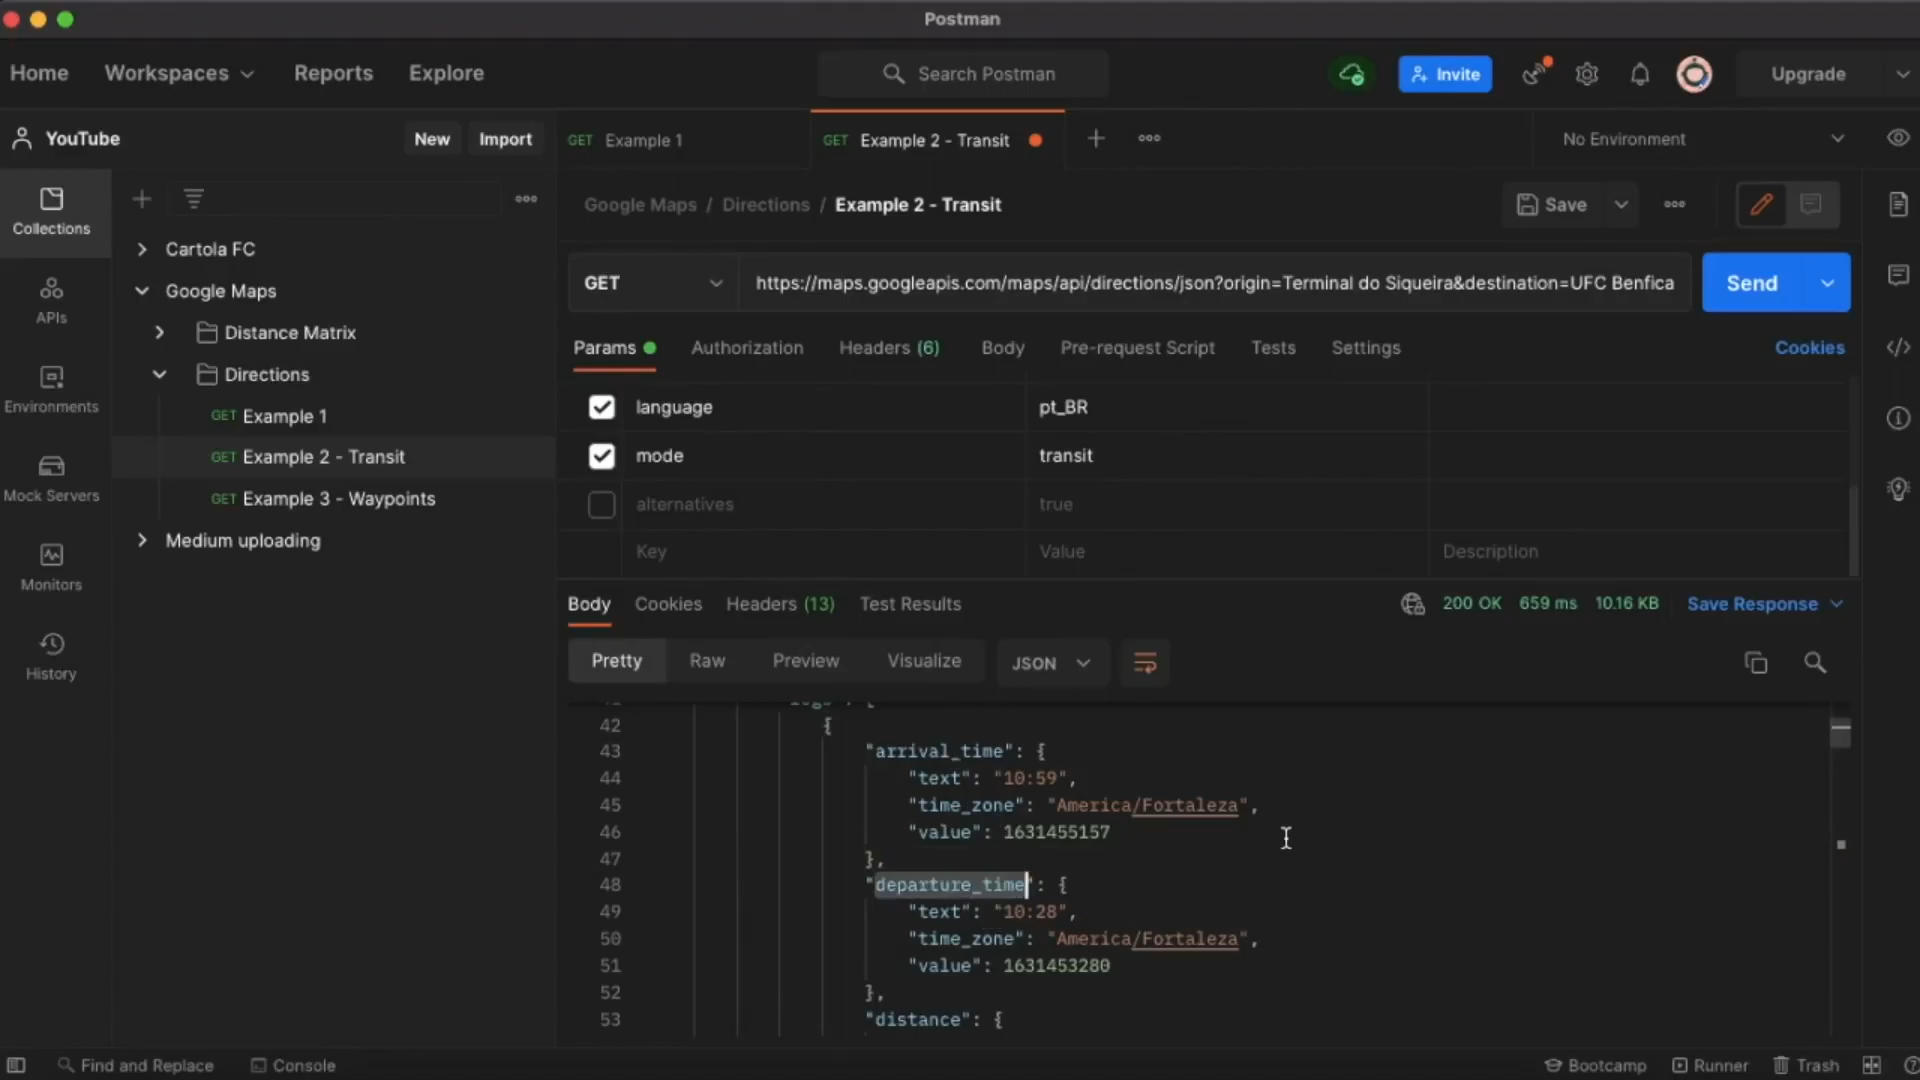 Postman
Home Workspaces Reports Explore Search Postman Invite Upgrade
YouTube New Import GET Example 1 GET Example 2 - Transit No Environment
Google Maps / Directions / Example 2 - Transit Save
Collections
Cartola FC
Google Maps
Distance Matrix
Directions
GET Example 1
GET Example 2 - Transit
GET Example 3 - Waypoints
Medium uploading
APIs
Environments
Mock Servers
Monitors
History
GET https://maps.googleapis.com/maps/api/directions/json?origin=Terminal do Siqueira&destination=UFC Benfica Send
Params Authorization Headers (6) Body Pre-request Script Tests Settings Cookies
language pt_BR
mode transit
alternatives true
Key Value Description
Body Cookies Headers (13) Test Results 200 OK 659 ms 10.16 KB Save Response
Pretty Raw Preview Visualize JSON
42 {
43 "arrival_time": {
44 "text": "10:59",
45 "time_zone": "America/Fortaleza",
46 "value": 1631455157
47 },
48 "departure_time": {
49 "text": "10:28",
50 "time_zone": "America/Fortaleza",
51 "value": 1631453280
52 },
53 "distance": {
Find and Replace Console Bootcamp Runner Trash